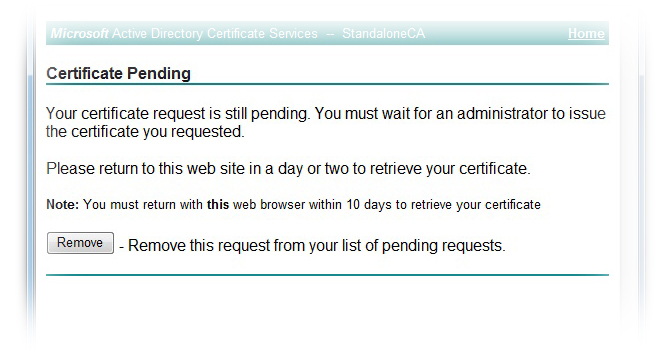 Microsoft Active Directory Certificate Services -- StandaloneCA Home
Certificate Pending
Your certificate request is still pending. You must wait for an administrator to issue
the certificate you requested.
Please return to this web site in a day or two to retrieve your certificate.
Note: You must return with this web browser within 10 days to retrieve your certificate
Remove - Remove this request from your list of pending requests.